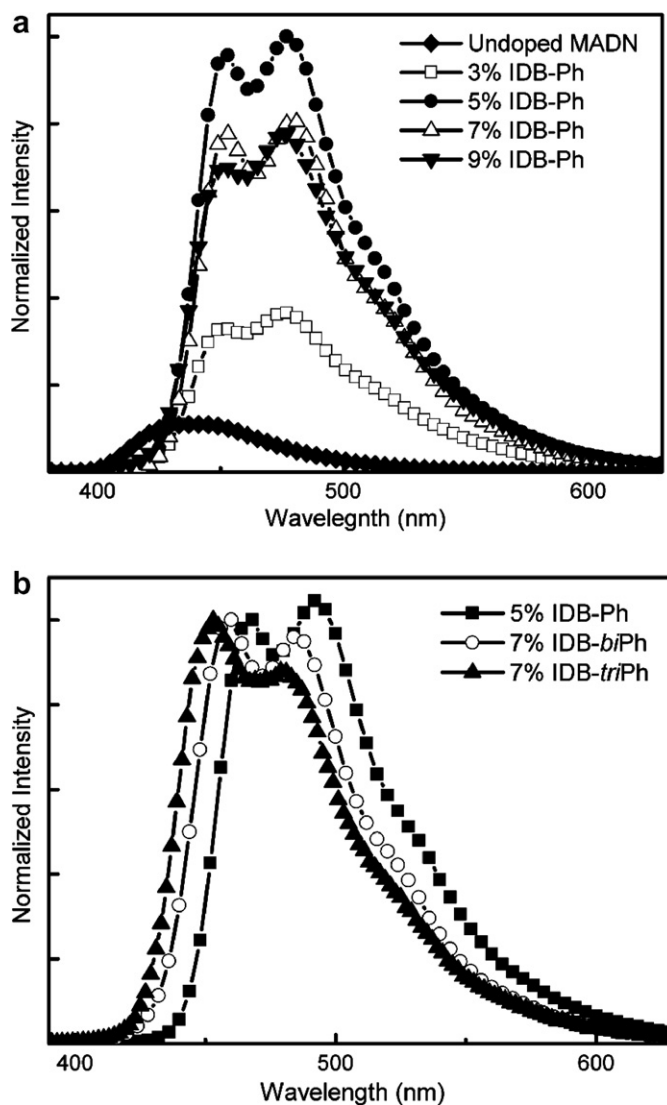 a
Undoped MADN
3% IDB-Ph
5% IDB-Ph
7% IDB-Ph
9% IDB-Ph
Normalized Intensity
400
500
600
Wavelegnth (nm)
b
5% IDB-Ph
7% IDB-biPh
7% IDB-triPh
Normalized Intensity
400
500
600
Wavelength (nm)